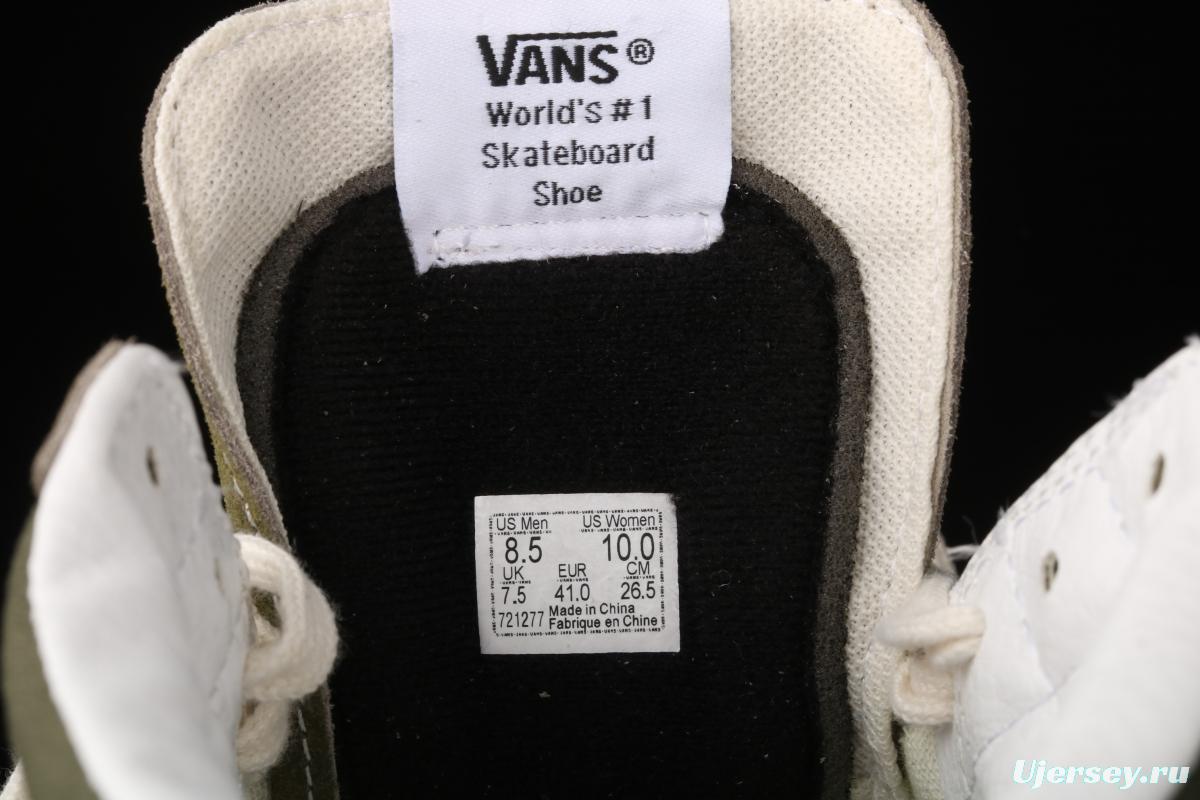 VANS®
World's #1
Skateboard
Shoe
US Men US Women
8.5 10.0
UK EUR CM
7.5 41.0 26.5
721277 Made in China
Fabrique en Chine
Ujersey.ru